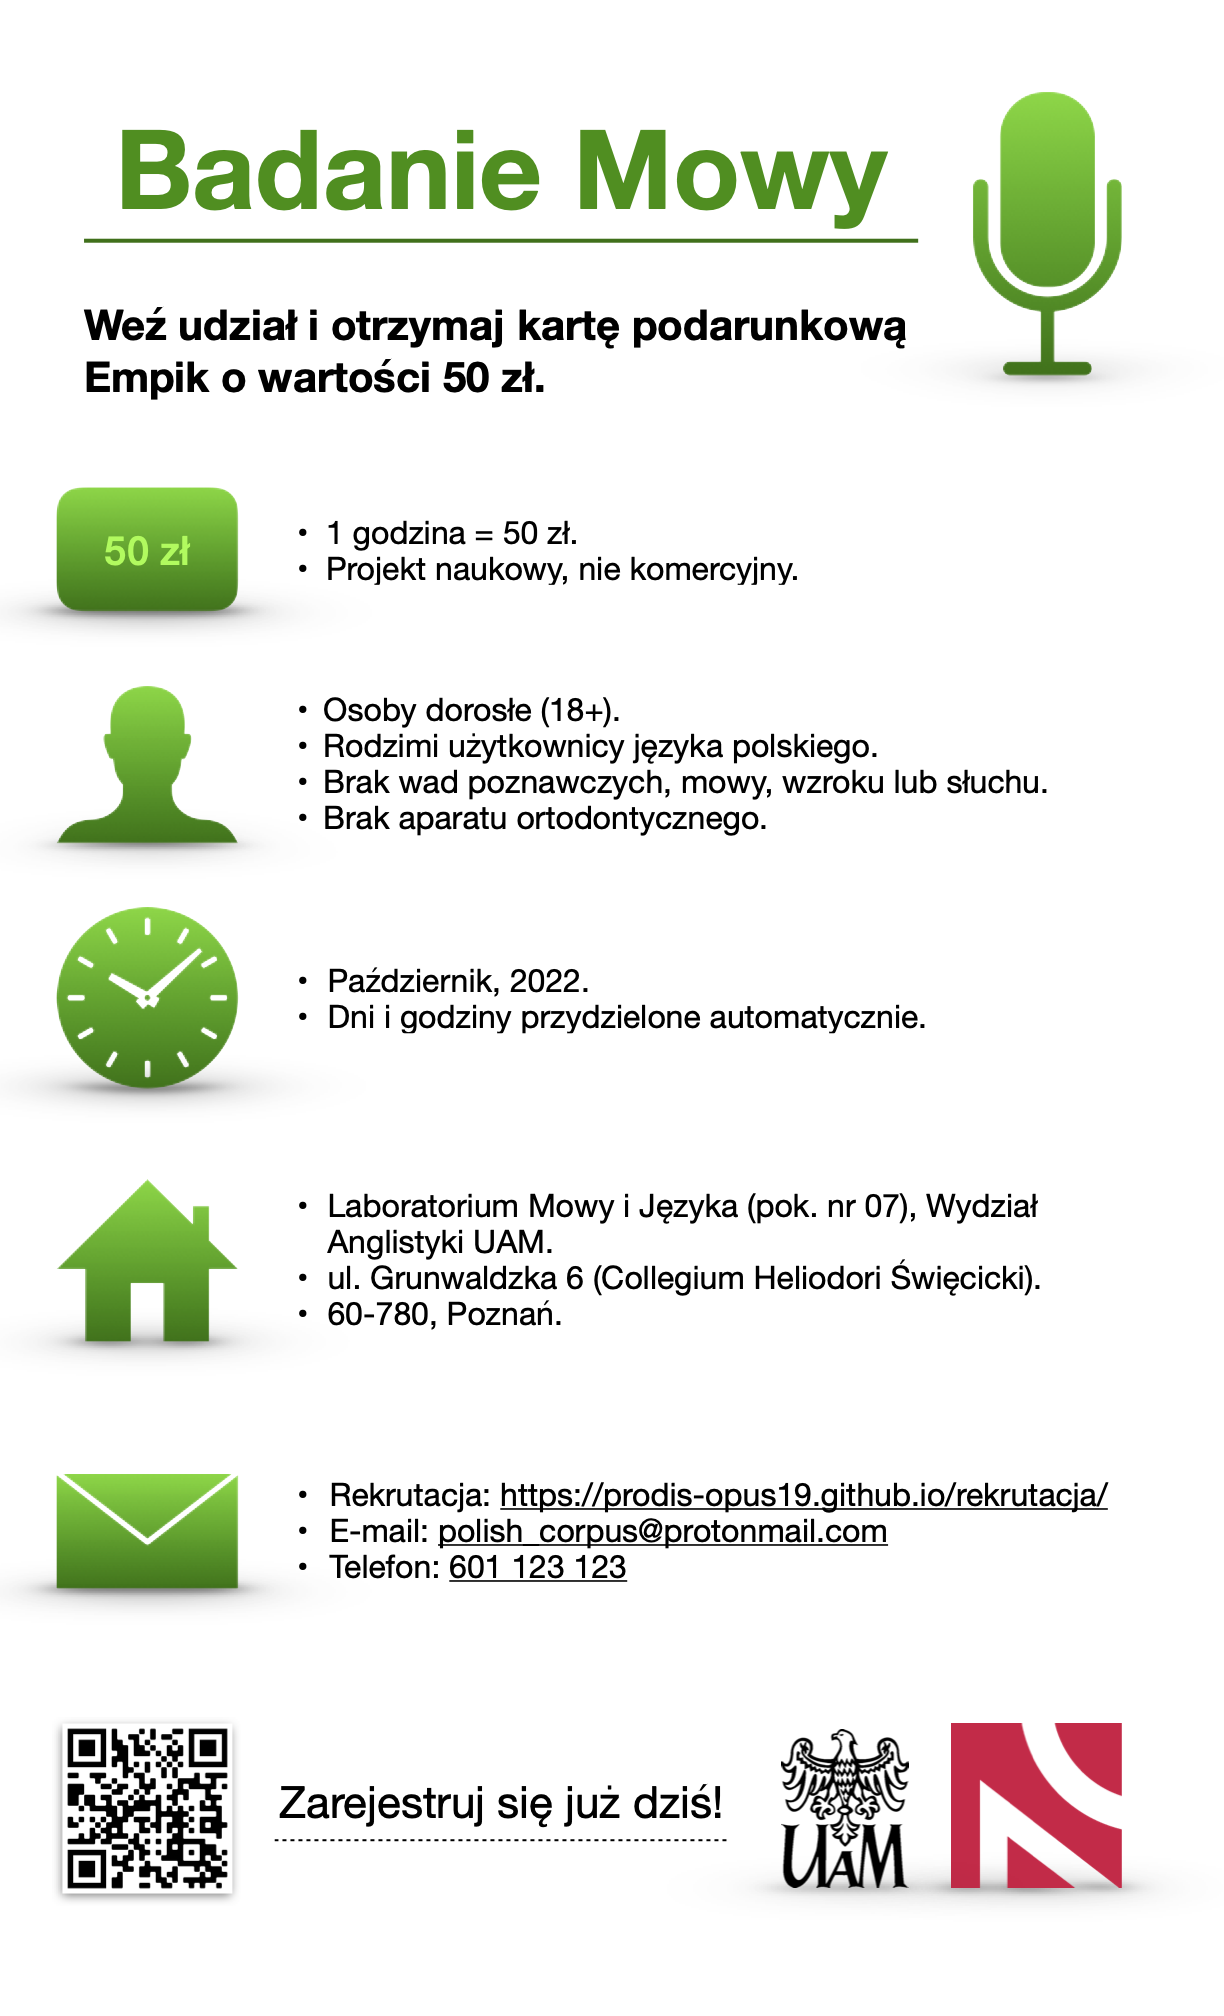 Badanie Mowy
Weź udział i otrzymaj kartę podarunkową
Empik o wartości 50 zł.
50 zł
• 1 godzina = 50 zł.
• Projekt naukowy, nie komercyjny.
• Osoby dorosłe (18+).
• Rodzimi użytkownicy języka polskiego.
• Brak wad poznawczych, mowy, wzroku lub słuchu.
• Brak aparatu ortodontycznego.
• Październik, 2022.
• Dni i godziny przydzielone automatycznie.
• Laboratorium Mowy i Języka (pok. nr 07), Wydział
Anglistyki UAM.
• ul. Grunwaldzka 6 (Collegium Heliodori Święcicki).
• 60-780, Poznań.
• Rekrutacja: https://prodis-opus19.github.io/rekrutacja/
• E-mail: polish_corpus@protonmail.com
• Telefon: 601 123 123
Zarejestruj się już dziś!
UAM